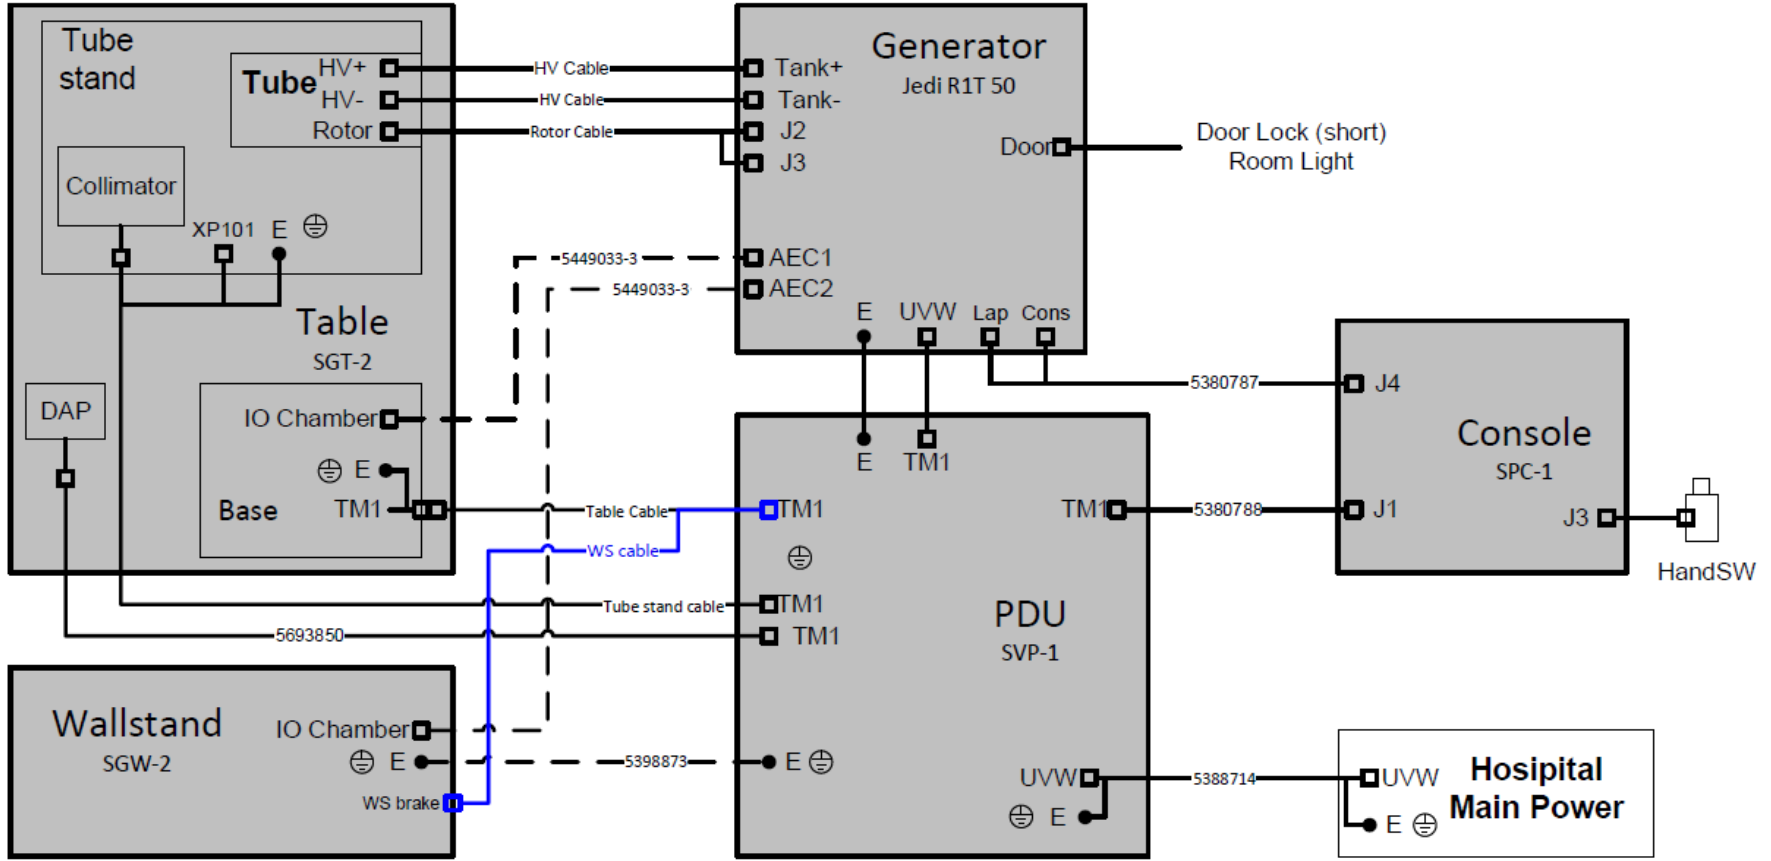 Tube
stand
Tube
HV+
HV-
Rotor
Collimator
XP101
E
Table
SGT-2
DAP
IO Chamber
E
TM1
Base
HV Cable
HV Cable
Rotor Cable
5449033-3
5449033-3
Generator
Jedi R1T 50
Tank+
Tank-
J2
J3
Door
AEC1
AEC2
E
UVW
Lap
Cons
Door Lock (short)
Room Light
5380787
J4
Console
SPC-1
J1
J3
HandSW
E
TM1
Table Cable
WS cable
TM1
TM1
5380788
Tube stand cable
TM1
5693850
TM1
PDU
SVP-1
Wallstand
SGW-2
IO Chamber
E
WS brake
5398873
E
UVW
E
5388714
UVW
E
Hosipital
Main Power